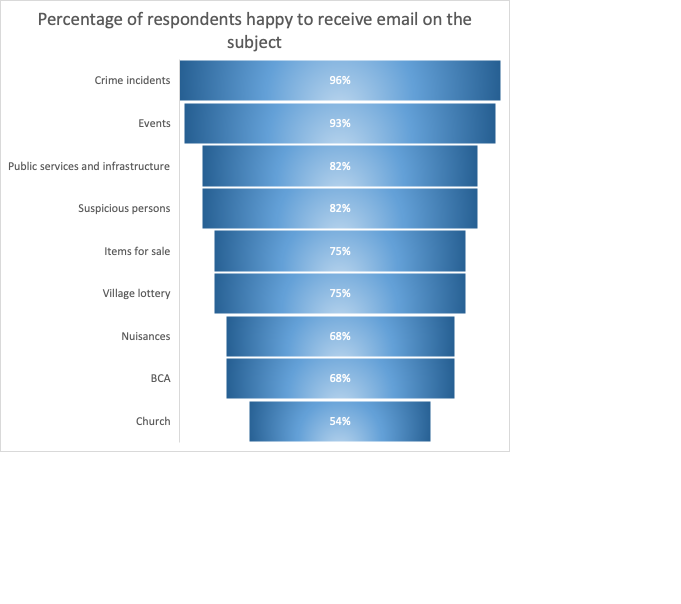 Percentage of respondents happy to receive email on the
subject
Crime incidents 96%
Events 93%
Public services and infrastructure 82%
Suspicious persons 82%
Items for sale 75%
Village lottery 75%
Nuisances 68%
BCA 68%
Church 54%